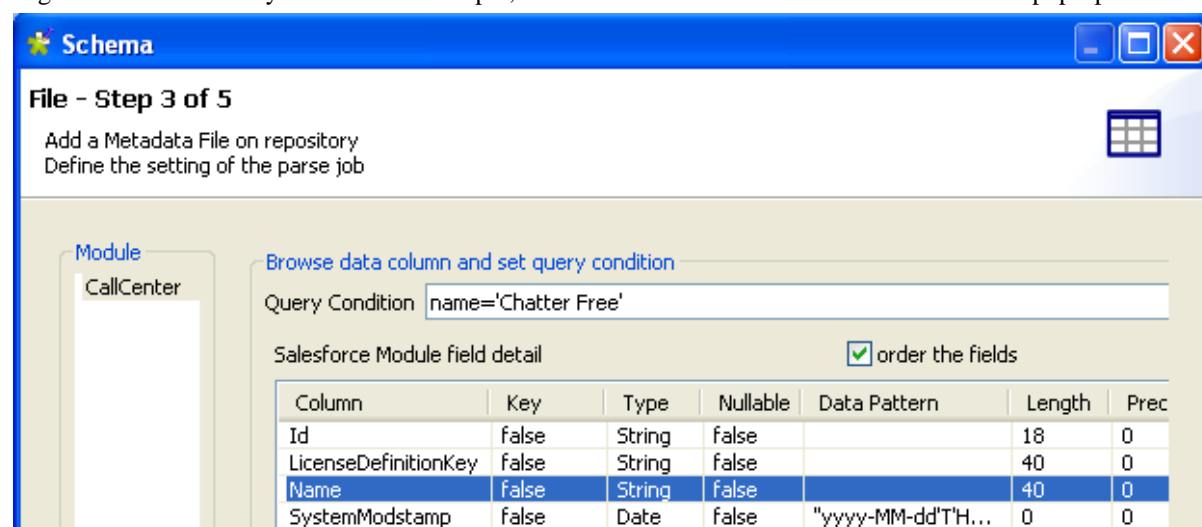 Schema
File - Step 3 of 5
Add a Metadata File on repository
Define the setting of the parse job
Module
CallCenter
Browse data column and set query condition
Query Condition name='Chatter Free'
Salesforce Module field detail order the fields
Column Key Type Nullable Data Pattern Length Prec
Id false String false 18 0
LicenseDefinitionKey false String false 40 0
Name false String false 40 0
SystemModstamp false Date false "yyyy-MM-dd'T'H... 0 0